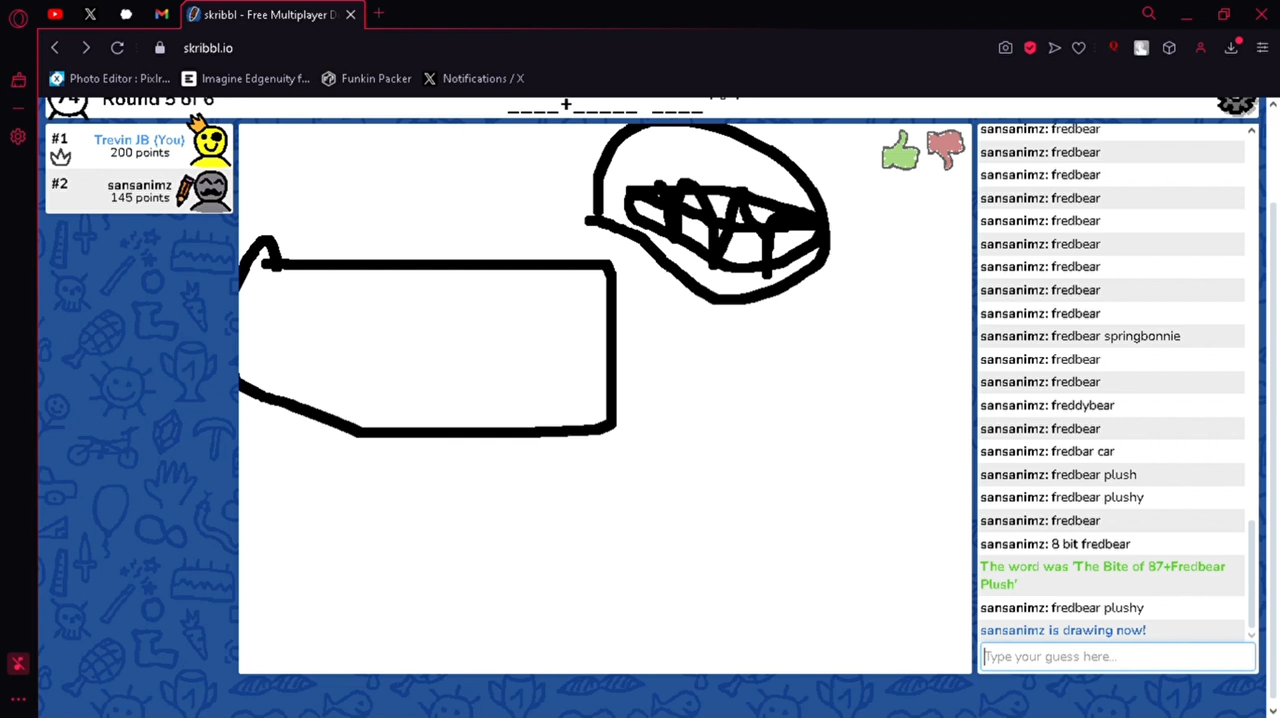 skribbl - Free Multiplayer D
skribbl.io
Photo Editor : Pixlr...
Imagine Edgenuity f...
Funkin Packer
Notifications / X
Round 5 of 6
____+_____ ____
#1
Trevin JB {You}
200 points
#2
sansanimz
145 points
sansanimz: fredbear
sansanimz: fredbear
sansanimz: fredbear
sansanimz: fredbear
sansanimz: fredbear
sansanimz: fredbear
sansanimz: fredbear
sansanimz: fredbear
sansanimz: fredbear
sansanimz: fredbear springbonnie
sansanimz: fredbear
sansanimz: fredbear
sansanimz: freddybear
sansanimz: fredbear
sansanimz: fredbar car
sansanimz: fredbear plush
sansanimz: fredbear plushy
sansanimz: fredbear
sansanimz: 8 bit fredbear
The word was 'The Bite of 87+Fredbear
Plush'
sansanimz: fredbear plushy
sansanimz is drawing now!
Type your guess here...